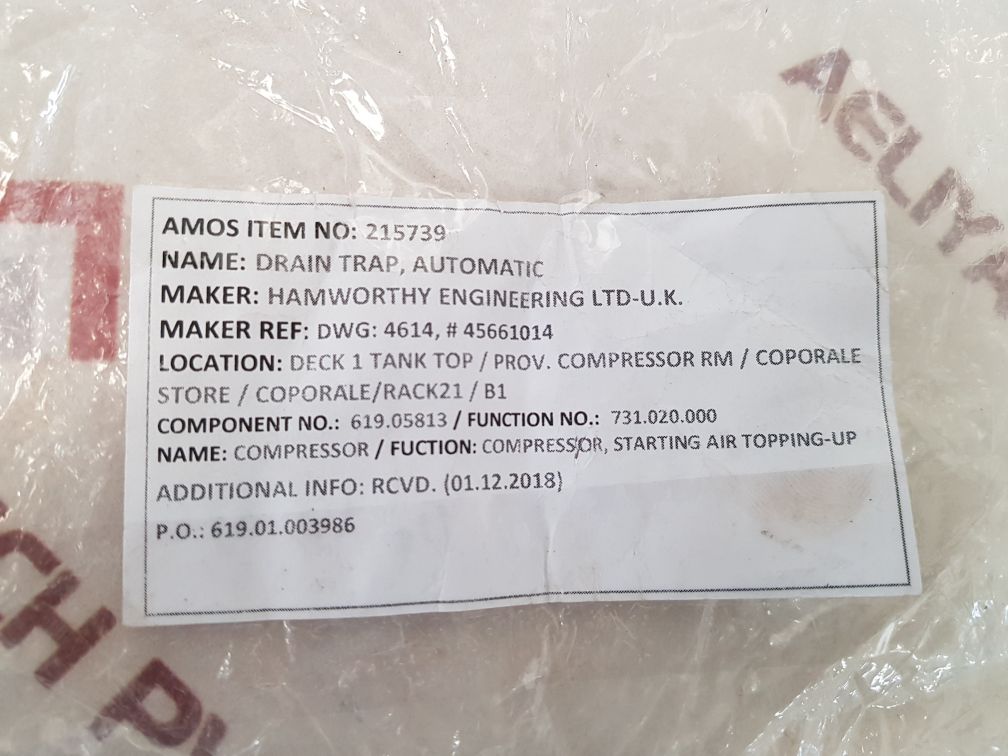 AELIYA
AMOS ITEM NO: 215739
NAME: DRAIN TRAP, AUTOMATIC
MAKER: HAMWORTHY ENGINEERING LTD-U.K.
MAKER REF: DWG: 4614, # 45661014
LOCATION: DECK 1 TANK TOP / PROV. COMPRESSOR RM / COPORALE
STORE / COPORALE/RACK21 / B1
COMPONENT NO.: 619.05813 / FUNCTION NO.: 731.020.000
NAME: COMPRESSOR / FUCTION: COMPRESSOR, STARTING AIR TOPPING-UP
ADDITIONAL INFO: RCVD. (01.12.2018)
P.O.: 619.01.003986